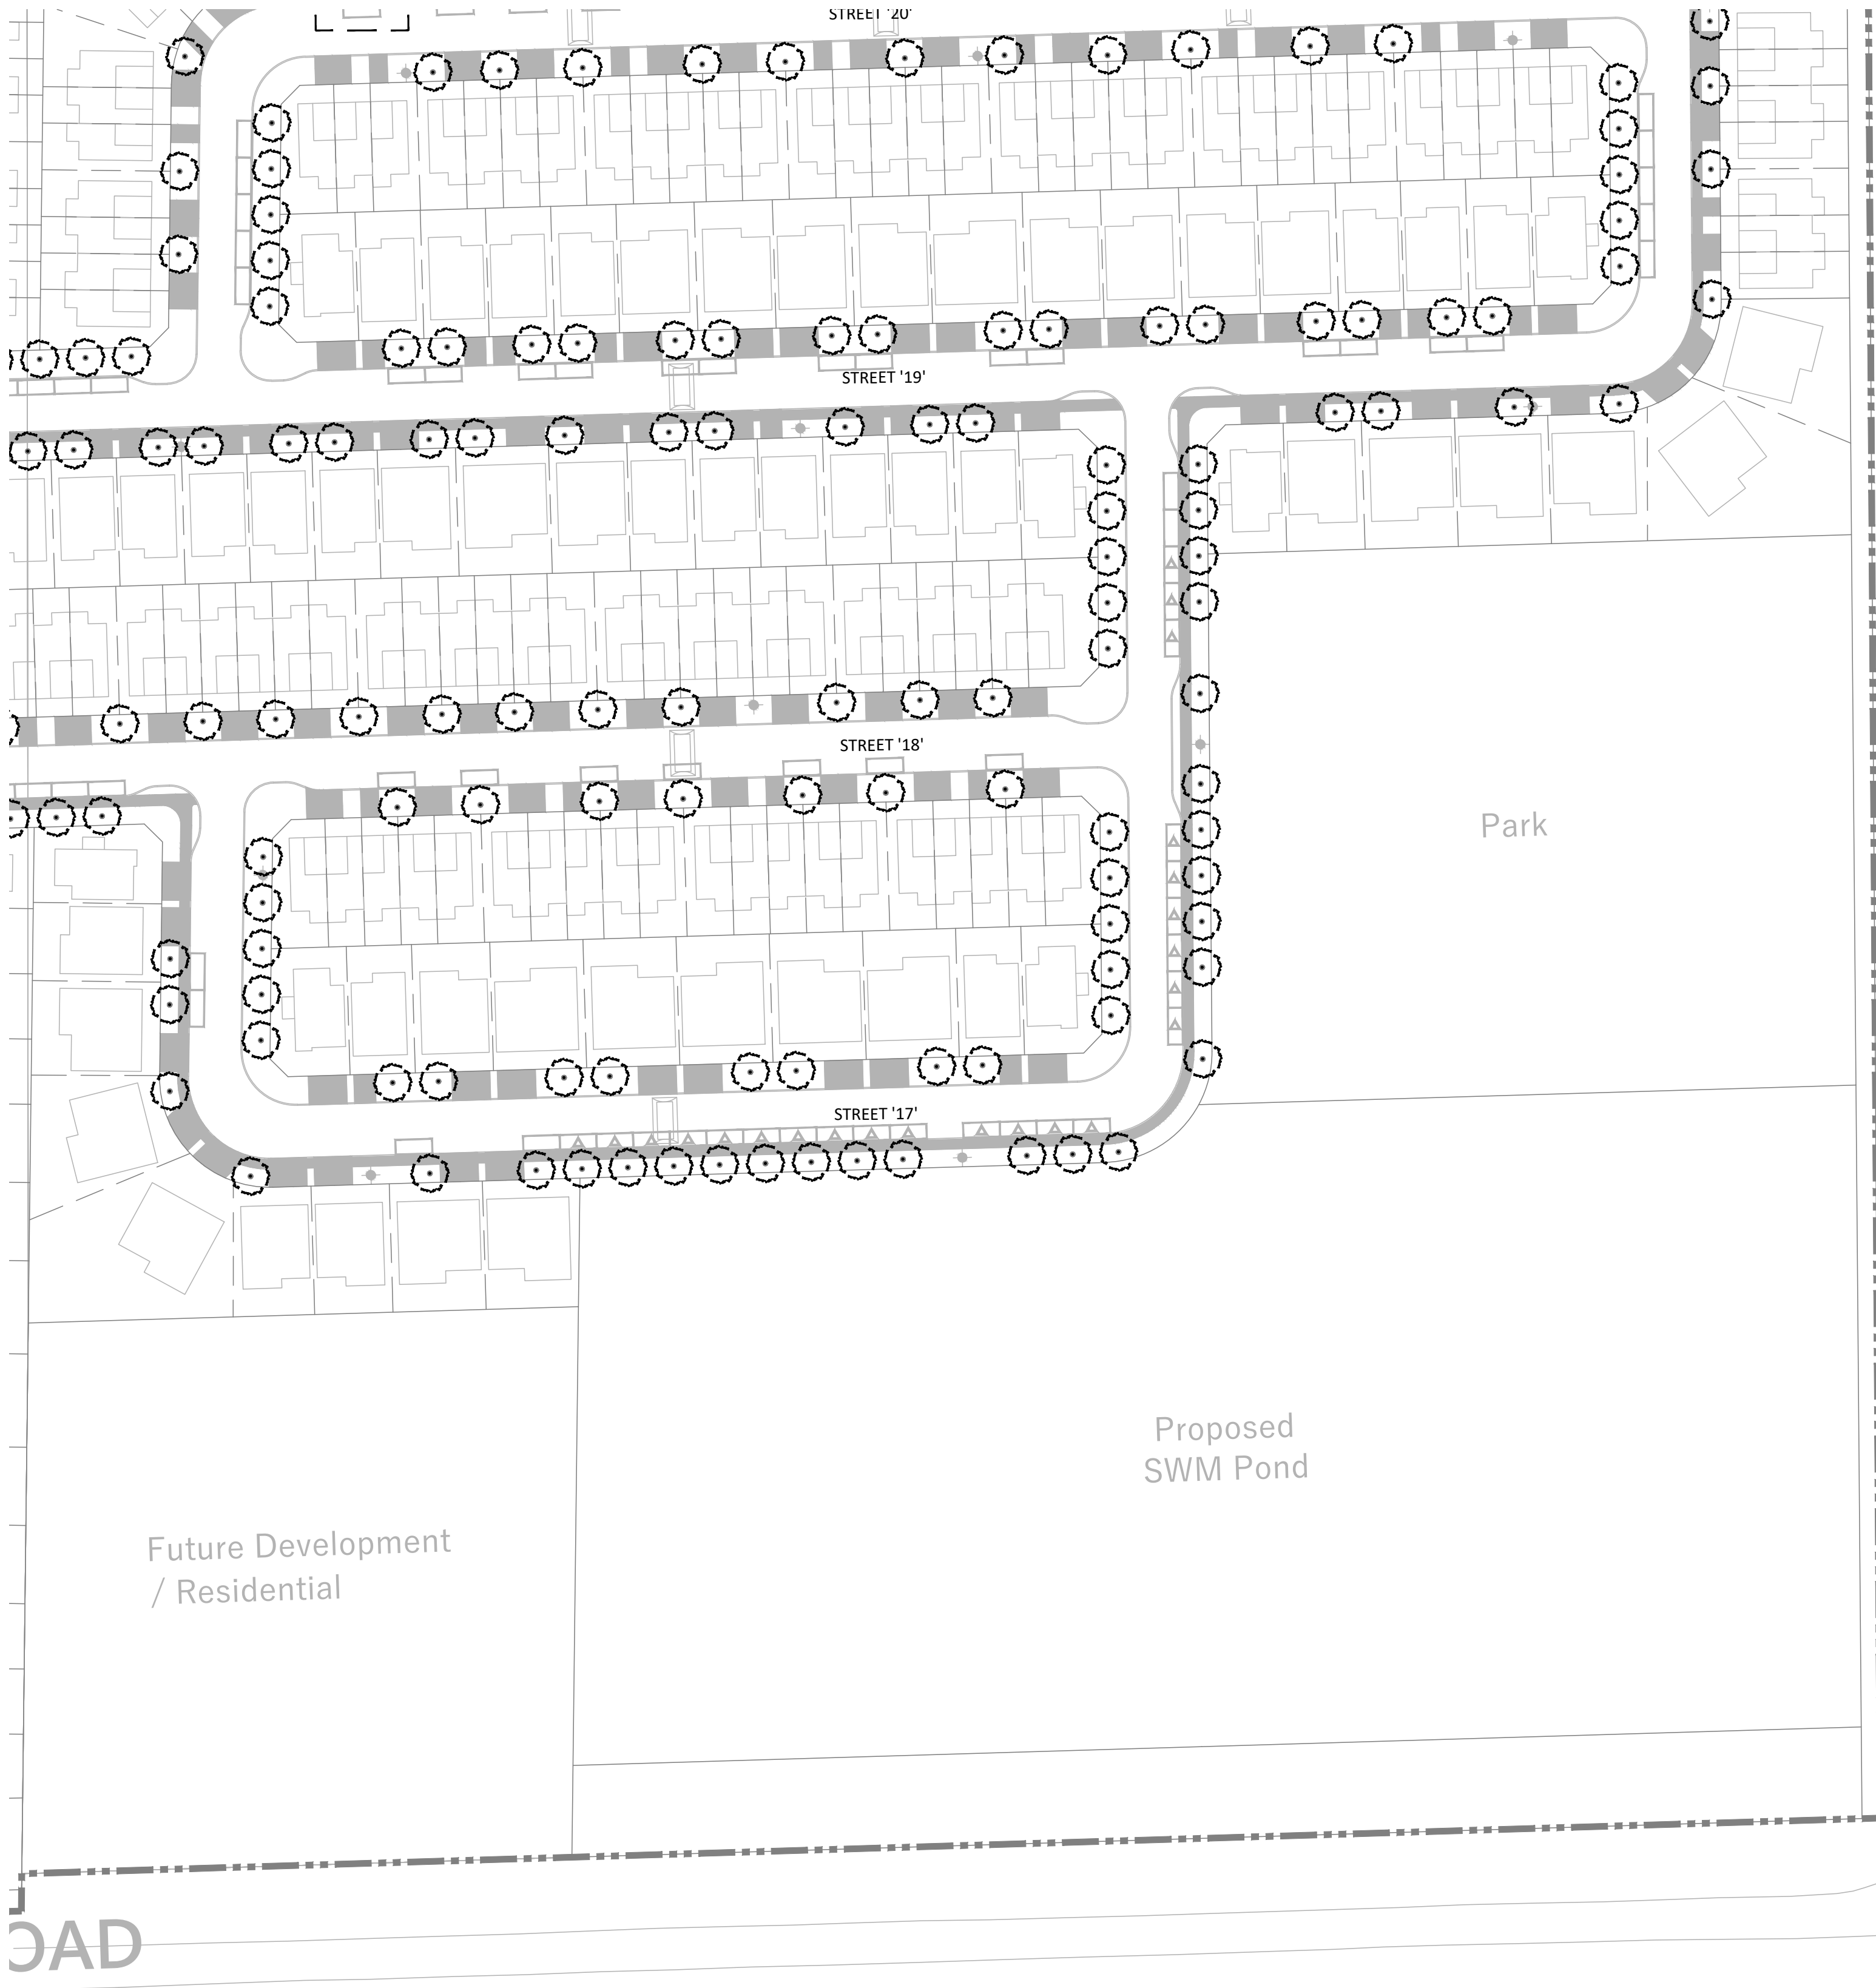 STREET '20'
STREET '19'
STREET '18'
Park
STREET '17'
Proposed
SWM Pond
Future Development
/ Residential
OAD